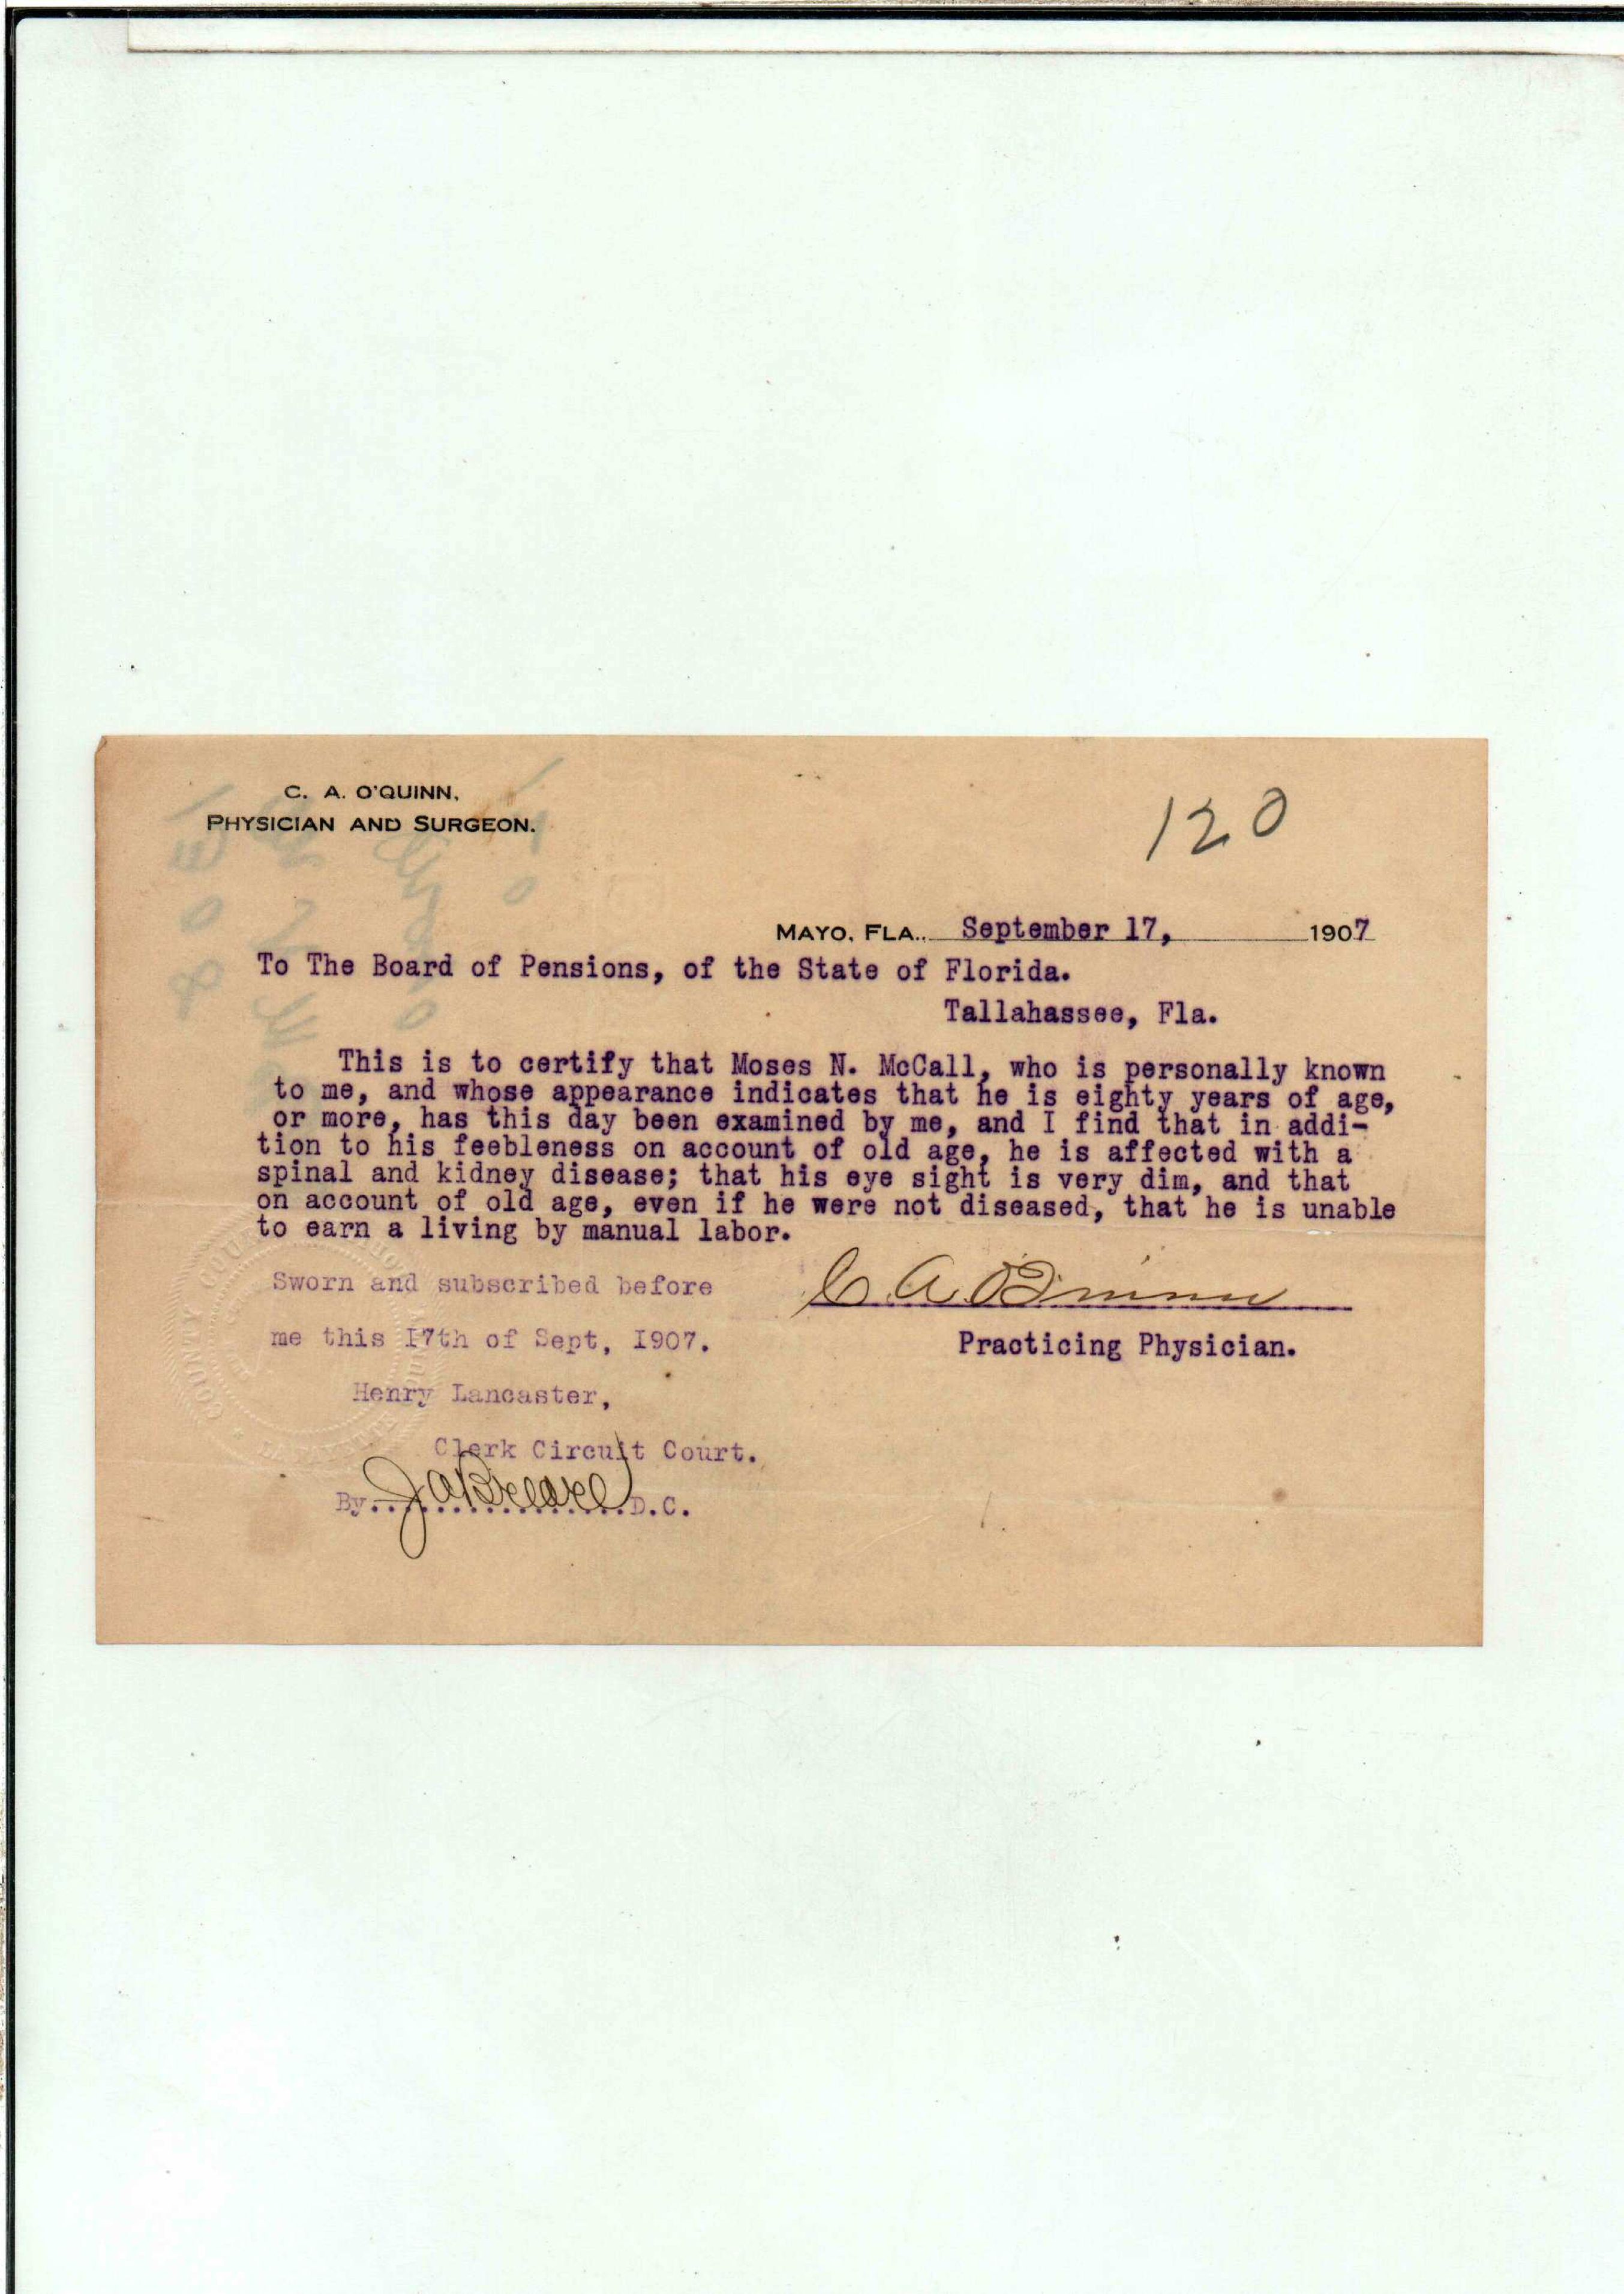 C. A. O'QUINN,
PHYSICIAN AND SURGEON.
120
MAYO, FLA., September 17, 1907
To The Board of Pensions, of the State of Florida.
Tallahassee, Fla.
This is to certify that Moses N. McCall, who is personally known
to me, and whose appearance indicates that he is eighty years of age,
or more, has this day been examined by me, and I find that in addi-
tion to his feebleness on account of old age, he is affected with a
spinal and kidney disease; that his eye sight is very dim, and that
on account of old age, even if he were not diseased, that he is unable
to earn a living by manual labor.
Sworn and subscribed before
C A O'Quinn
me this I7th of Sept, I907.
Practicing Physician.
Henry Lancaster,
Clerk Circuit Court.
By.................D.C.